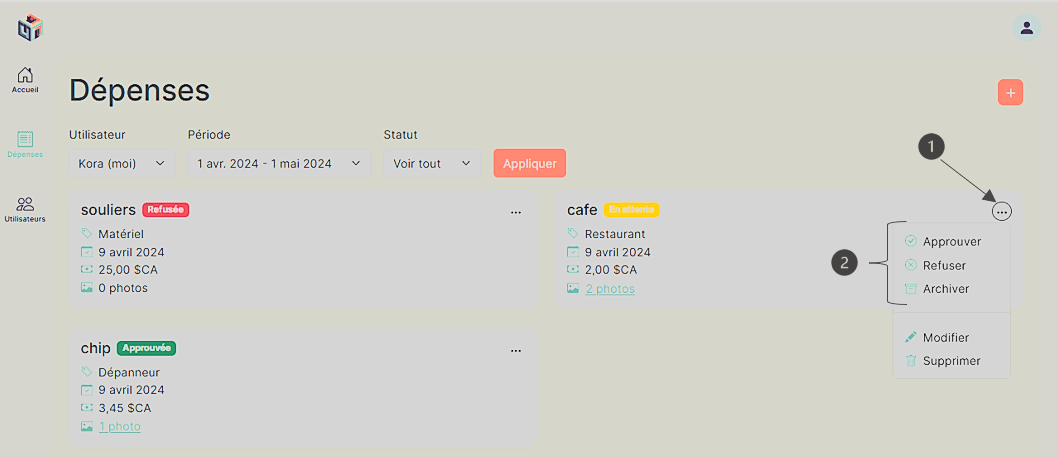 Accueil
Dépenses
Utilisateurs
Dépenses
+
Utilisateur
Période
Statut
Kora (moi)
1 avr. 2024 - 1 mai 2024
Voir tout
Appliquer
1
souliers Refusée ...
Matériel
9 avril 2024
25,00 $CA
0 photos
cafe En attente ...
Restaurant
9 avril 2024
2,00 $CA
2 photos
2
Approuver
Refuser
Archiver
Modifier
Supprimer
chip Approuvée ...
Dépanneur
9 avril 2024
3,45 $CA
1 photo